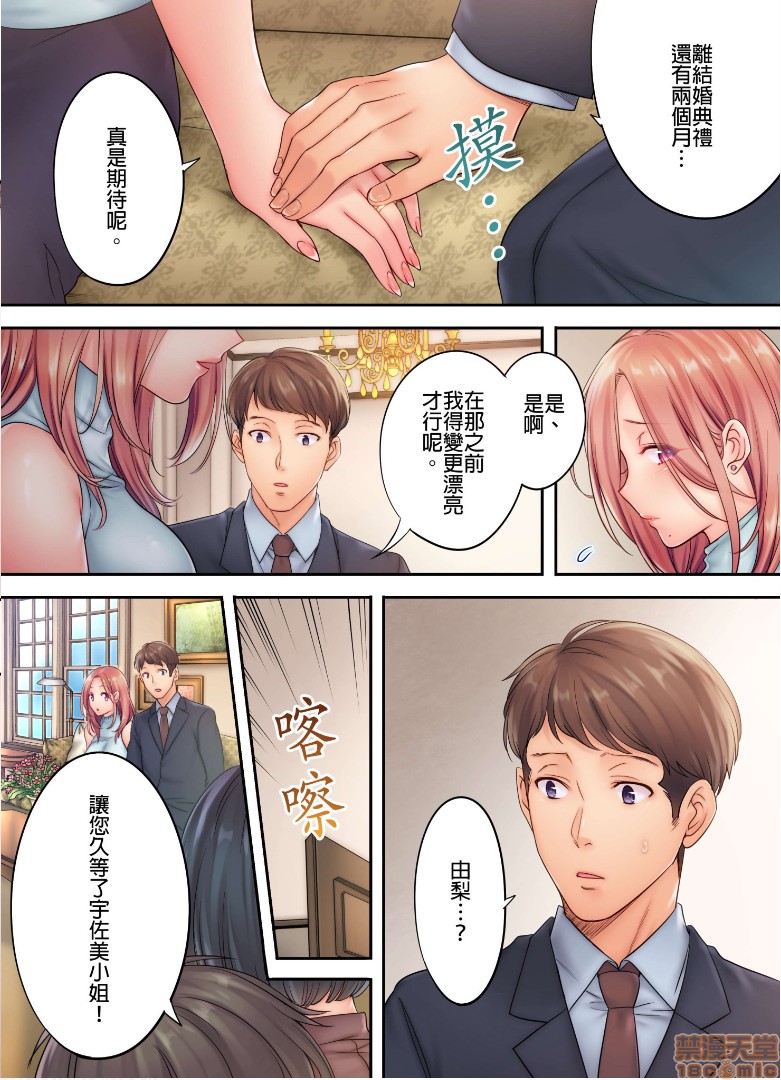 離結婚典禮
還有兩個月…
摸…
真是期待呢。
是、
是啊
在那之前
我得變更漂亮
才行呢。
由梨…？
喀嚓
讓您久等了宇佐美小姐！
禁漫天堂
18COMIC